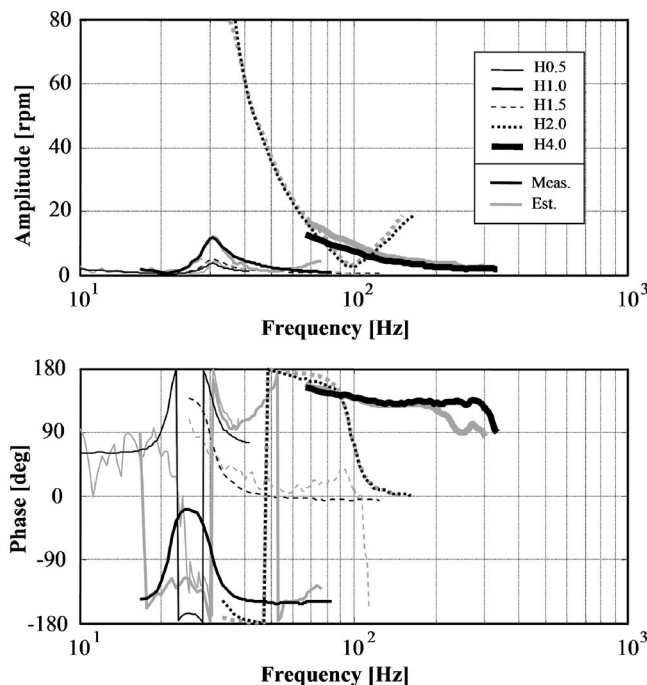 80
60
40
20
0
Amplitude [rpm]
H0.5
H1.0
H1.5
H2.0
H4.0
Meas.
Est.
10¹ 10² 10³
Frequency [Hz]
180
90
0
-90
-180
Phase [deg]
10¹ 10² 10³
Frequency [Hz]